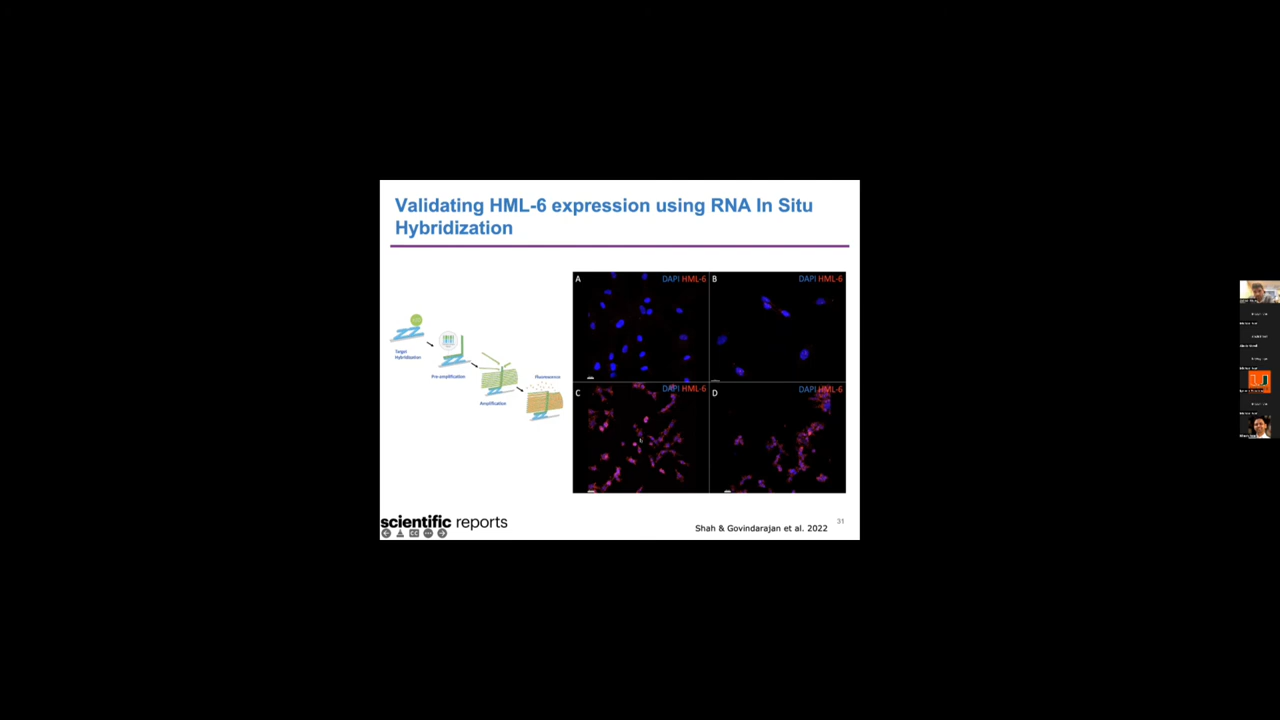 Validating HML-6 expression using RNA In Situ
Hybridization
A
DAPI HML-6
B
DAPI HML-6
Target
Hybridization
Pre amplification
Amplification
Fluorescence
C
DAPI HML-6
D
DAPI HML-6
scientific reports
Shah & Govindarajan et al. 2022
31